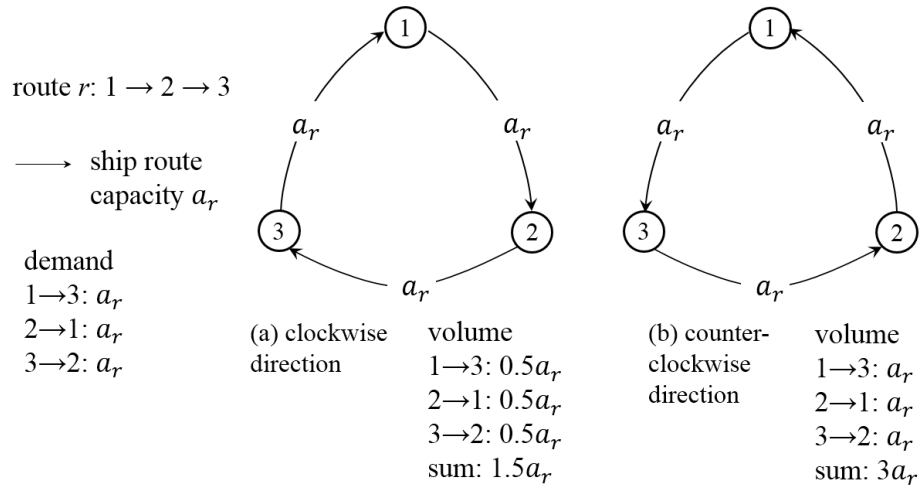 route r: 1 → 2 → 3
ship route
capacity a_r
demand
1→3: a_r
2→1: a_r
3→2: a_r
1
a_r
a_r
3
2
a_r
(a) clockwise
direction
volume
1→3: 0.5a_r
2→1: 0.5a_r
3→2: 0.5a_r
sum: 1.5a_r
1
a_r
a_r
3
2
a_r
(b) counter-
clockwise
direction
volume
1→3: a_r
2→1: a_r
3→2: a_r
sum: 3a_r